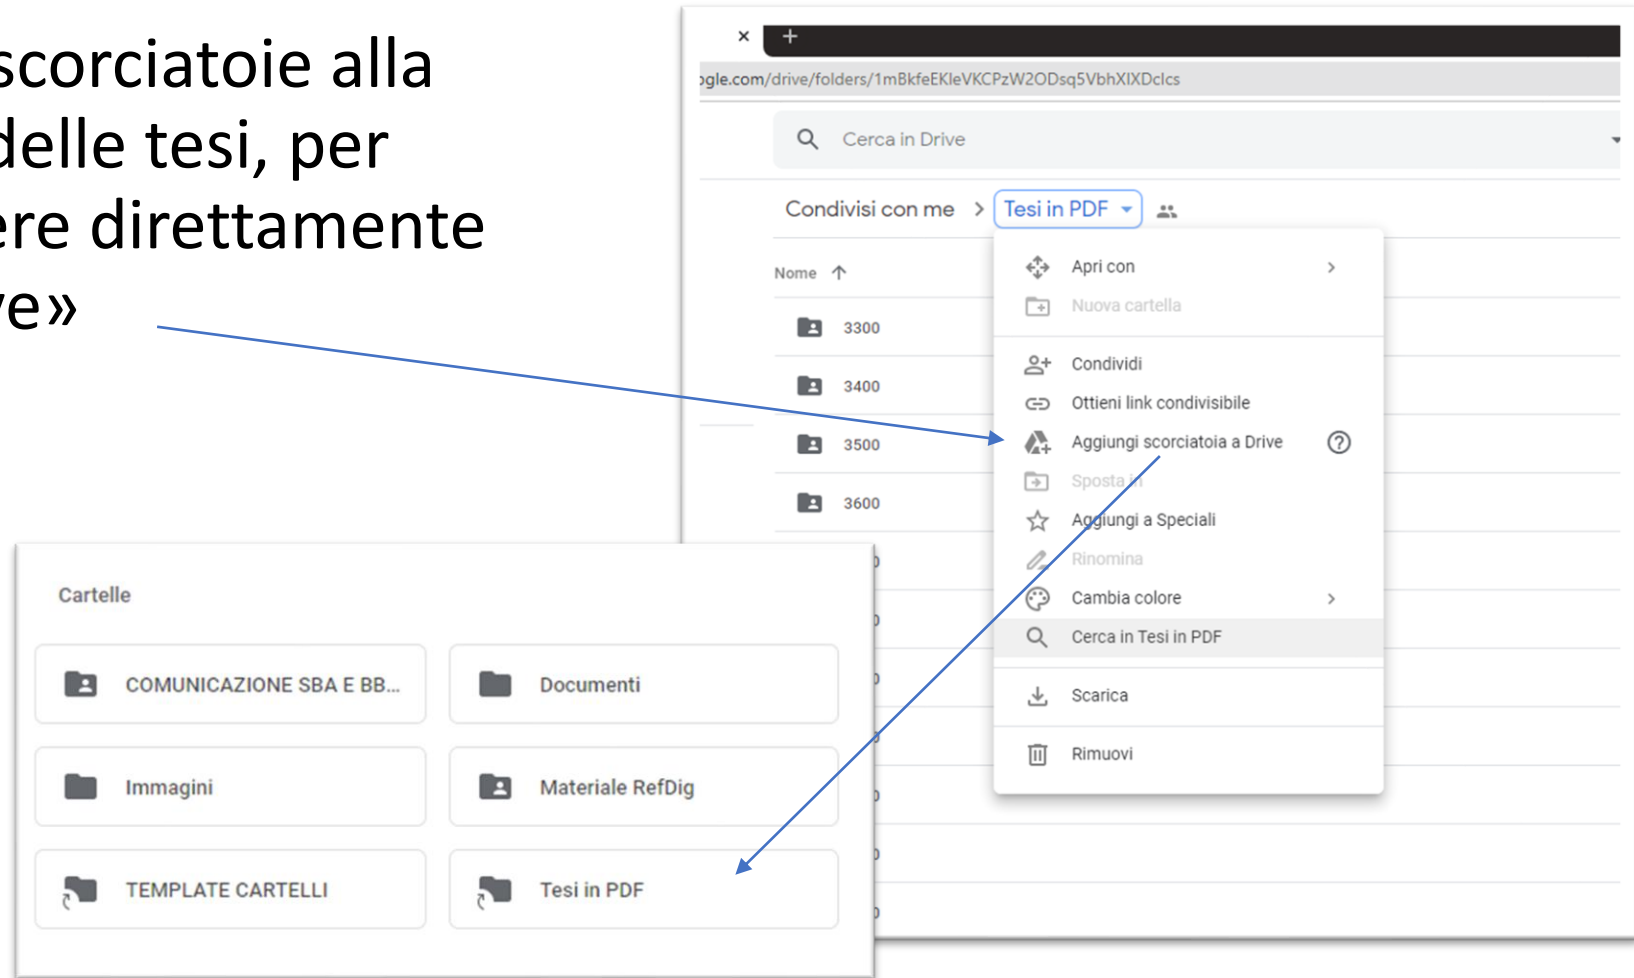 scorciatoie alla
delle tesi, per
ere direttamente
ve»
ogle.com/drive/folders/1mBkfeEKleVKCPzW2ODsq5VbhXIXDcIcs
Cerca in Drive
Condivisi con me > Tesi in PDF
Nome
3300
3400
3500
3600
Apri con
Nuova cartella
Condividi
Ottieni link condivisibile
Aggiungi scorciatoia a Drive
Sposta in
Aggiungi a Speciali
Rinomina
Cambia colore
Cerca in Tesi in PDF
Scarica
Rimuovi
Cartelle
COMUNICAZIONE SBA E BB...
Documenti
Immagini
Materiale RefDig
TEMPLATE CARTELLI
Tesi in PDF